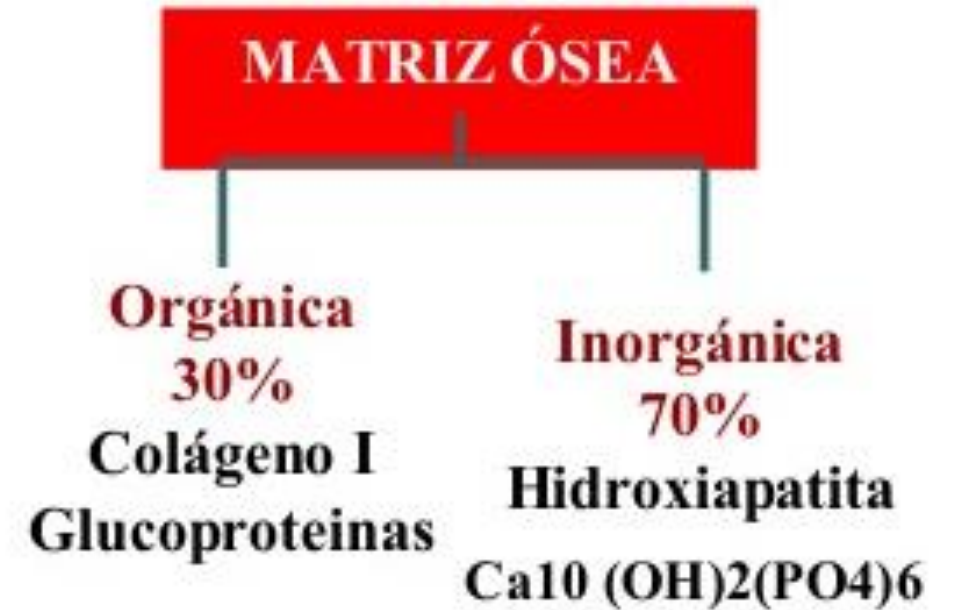 MATRIZ ÓSEA
Orgánica
30%
Colágeno I
Glucoproteinas
Inorgánica
70%
Hidroxiapatita
Ca10 (OH)2(PO4)6